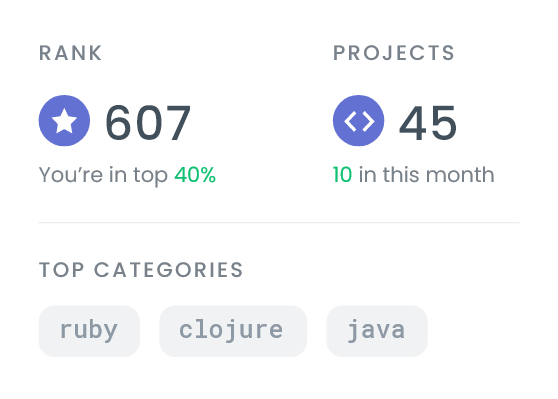 RANK
607
You're in top 40%
PROJECTS
45
10 in this month
TOP CATEGORIES
ruby
clojure
java